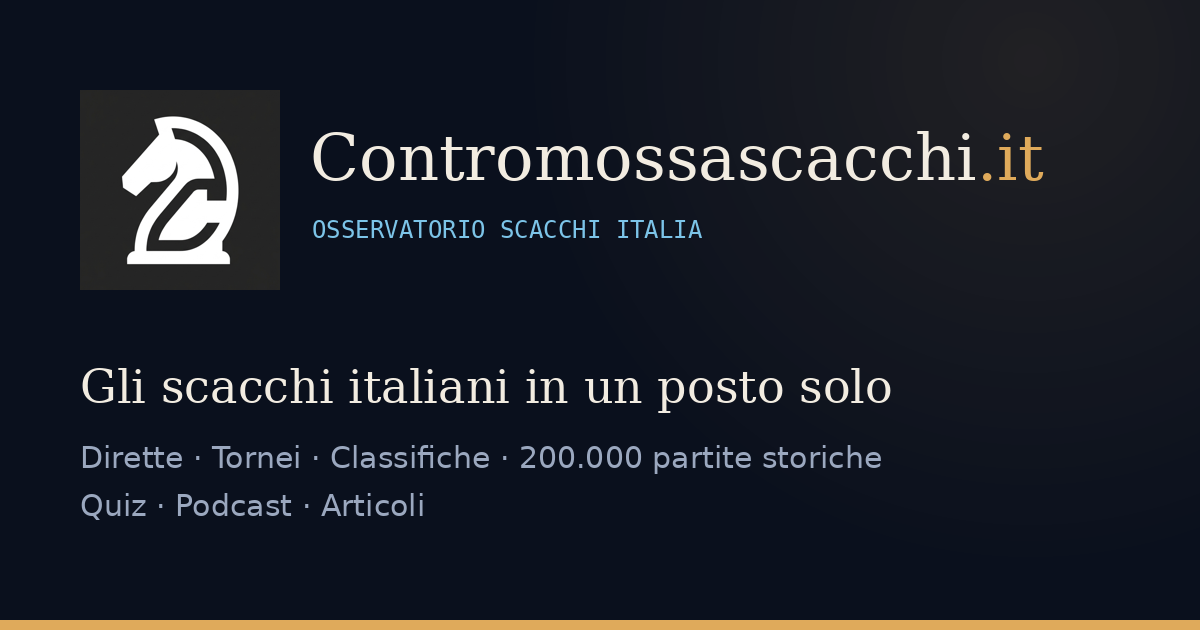 Contromossascacchi.it
OSSERVATORIO SCACCHI ITALIA
Gli scacchi italiani in un posto solo
Dirette · Tornei · Classifiche · 200.000 partite storiche
Quiz · Podcast · Articoli